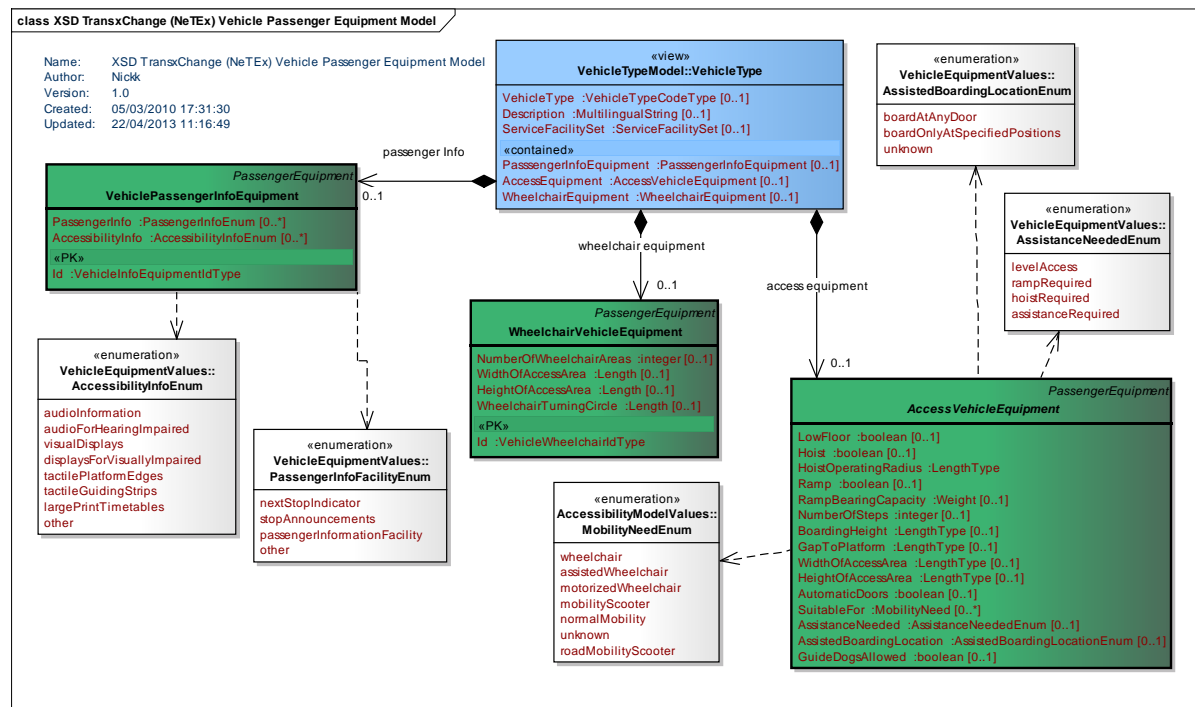 class XSD TransxChange (NeTEx) Vehicle Passenger Equipment Model
Name: XSD TransxChange (NeTEx) Vehicle Passenger Equipment Model
Author: Nickk
Version: 1.0
Created: 05/03/2010 17:31:30
Updated: 22/04/2013 11:16:49
«view»
VehicleTypeModel::VehicleType
VehicleType :VehicleTypeCodeType [0..1]
Description :MultilingualString [0..1]
ServiceFacilitySet :ServiceFacilitySet [0..1]
«contained»
PasssengerInfoEquipment :PasssengerInfoEquipment [0..1]
AccessEquipment :AccessVehicleEquipment [0..1]
WheelchairEquipment :WheelchairEquipment [0..1]
«enumeration»
VehicleEquipmentValues::
AssistedBoardingLocationEnum
boardAtAnyDoor
boardOnlyAtSpecifiedPositions
unknown
passenger Info
0..1
PassengerEquipment
VehiclePassengerInfoEquipment
PassengerInfo :PassengerInfoEnum [0..*]
AccessibilityInfo :AccessibilityInfoEnum [0..*]
«PK»
Id :VehicleInfoEquipmentIdType
«enumeration»
VehicleEquipmentValues::
AssistanceNeededEnum
levelAccess
rampRequired
hoistRequired
assistanceRequired
wheelchair equipment
0..1
access equipment
0..1
PassengerEquipment
WheelchairVehicleEquipment
NumberOfWheelchairAreas :integer [0..1]
WidthOfAccessArea :Length [0..1]
HeightOfAccessArea :Length [0..1]
WheelchairTurningCircle :Length [0..1]
«PK»
Id :VehicleWheelchairIdType
«enumeration»
VehicleEquipmentValues::
AccessibilityInfoEnum
audioInformation
audioForHearingImpaired
visualDisplays
displaysForVisuallyImpaired
tactilePlatformEdges
tactileGuidingStrips
largePrintTimetables
other
«enumeration»
VehicleEquipmentValues::
PassengerInfoFacilityEnum
nextStopIndicator
stopAnnouncements
passengerInformationFacility
other
«enumeration»
AccessibilityModelValues::
MobilityNeedEnum
wheelchair
assistedWheelchair
motorizedWheelchair
mobilityScooter
normalMobility
unknown
roadMobilityScooter
PassengerEquipment
AccessVehicleEquipment
LowFloor :boolean [0..1]
Hoist :boolean [0..1]
HoistOperatingRadius :LengthType
Ramp :boolean [0..1]
RampBearingCapacity :Weight [0..1]
NumberOfSteps :integer [0..1]
BoardingHeight :LengthType [0..1]
GapToPlatform :LengthType [0..1]
WidthOfAccessArea :LengthType [0..1]
HeightOfAccessArea :LengthType [0..1]
AutomaticDoors :boolean [0..1]
SuitableFor :MobilityNeed [0..*]
AssistanceNeeded :AssistanceNeededEnum [0..1]
AssistedBoardingLocation :AssistedBoardingLocationEnum [0..1]
GuideDogsAllowed :boolean [0..1]